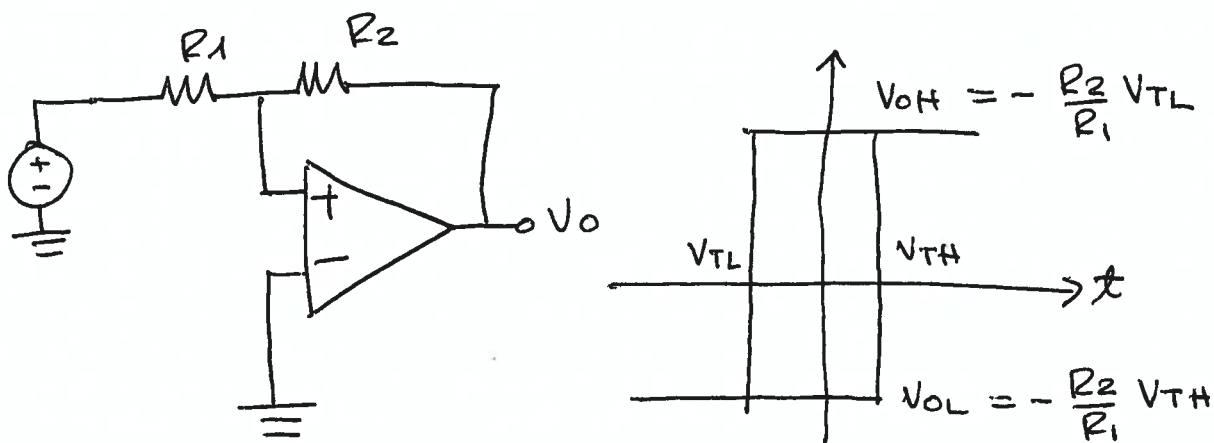 R1
R2
+
-
+
-
Vo
VOH = - R2/R1 VTL
VTL
VTH
t
VOL = - R2/R1 VTH